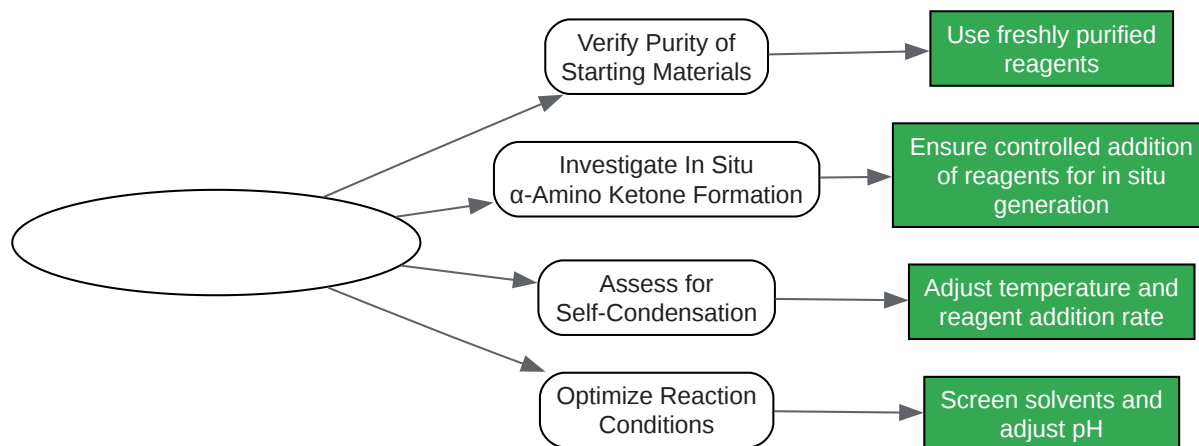 Verify Purity of
Starting Materials
Use freshly purified
reagents
Investigate In Situ
α-Amino Ketone Formation
Ensure controlled addition
of reagents for in situ
generation
Assess for
Self-Condensation
Adjust temperature and
reagent addition rate
Optimize Reaction
Conditions
Screen solvents and
adjust pH